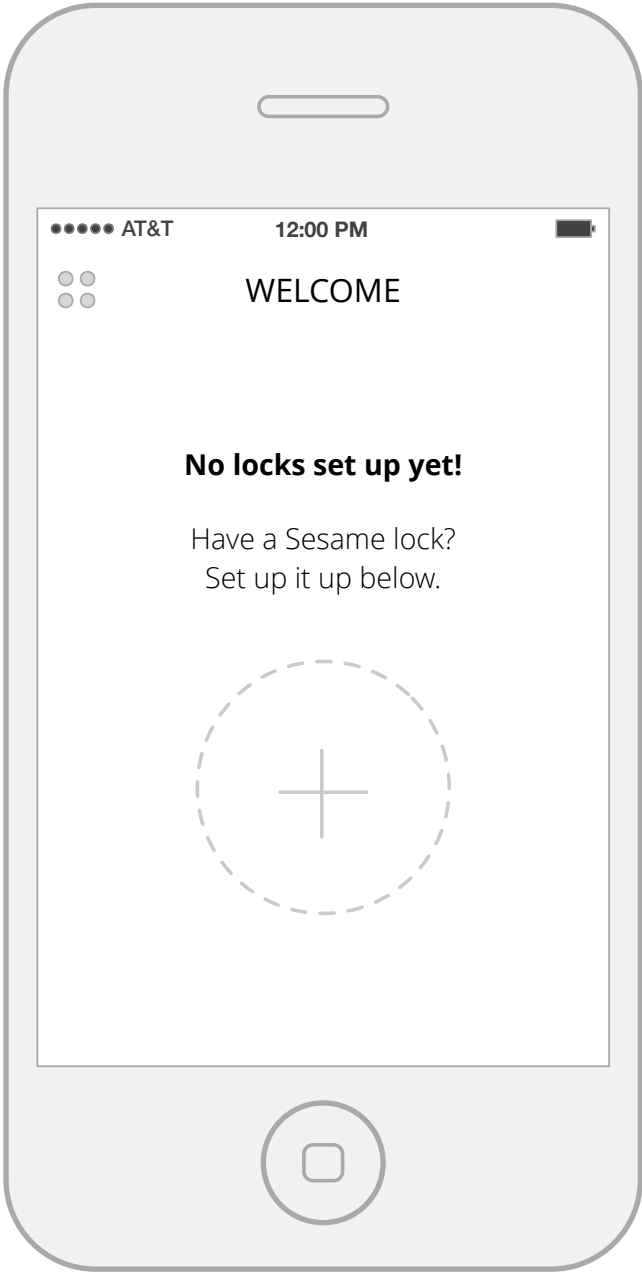 AT&T 12:00 PM
WELCOME
No locks set up yet!
Have a Sesame lock?
Set up it up below.